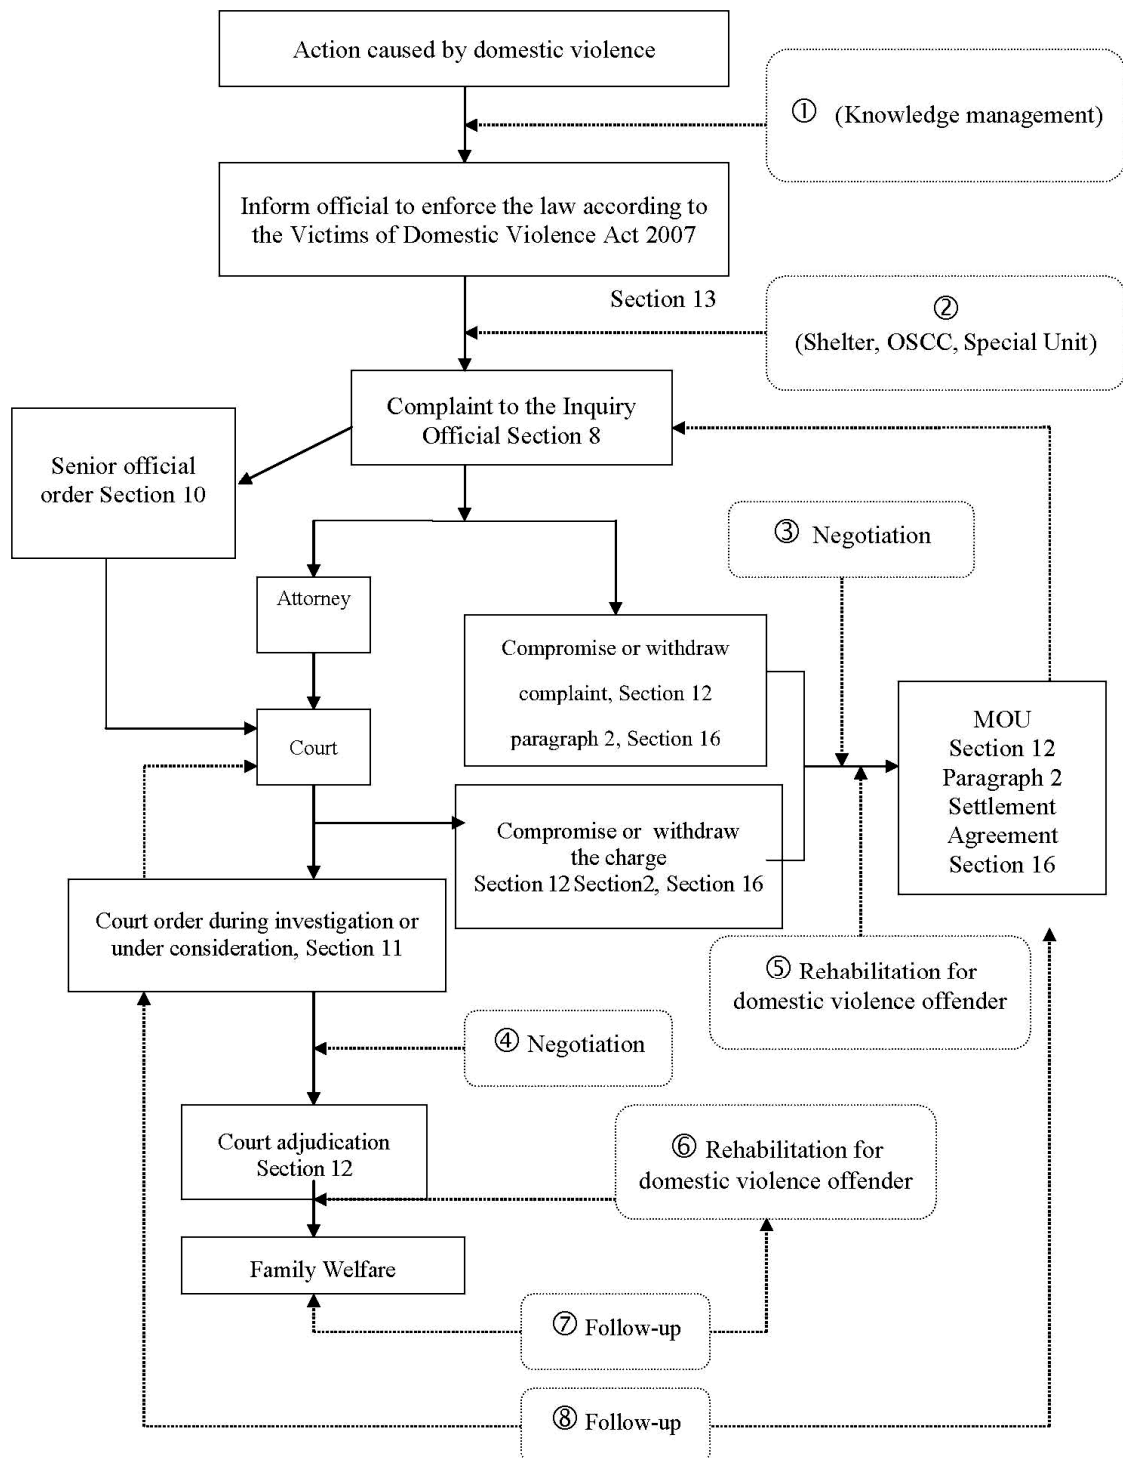 Action caused by domestic violence
① (Knowledge management)
Inform official to enforce the law according to
the Victims of Domestic Violence Act 2007
Section 13
②
(Shelter, OSCC, Special Unit)
Complaint to the Inquiry
Official Section 8
Senior official
order Section 10
③ Negotiation
Attorney
Compromise or withdraw
complaint, Section 12
paragraph 2, Section 16
Court
MOU
Section 12
Paragraph 2
Settlement
Agreement
Section 16
Compromise or withdraw
the charge
Section 12 Section2, Section 16
Court order during investigation or
under consideration, Section 11
⑤ Rehabilitation for
domestic violence offender
④ Negotiation
Court adjudication
Section 12
⑥ Rehabilitation for
domestic violence offender
Family Welfare
⑦ Follow-up
⑧ Follow-up